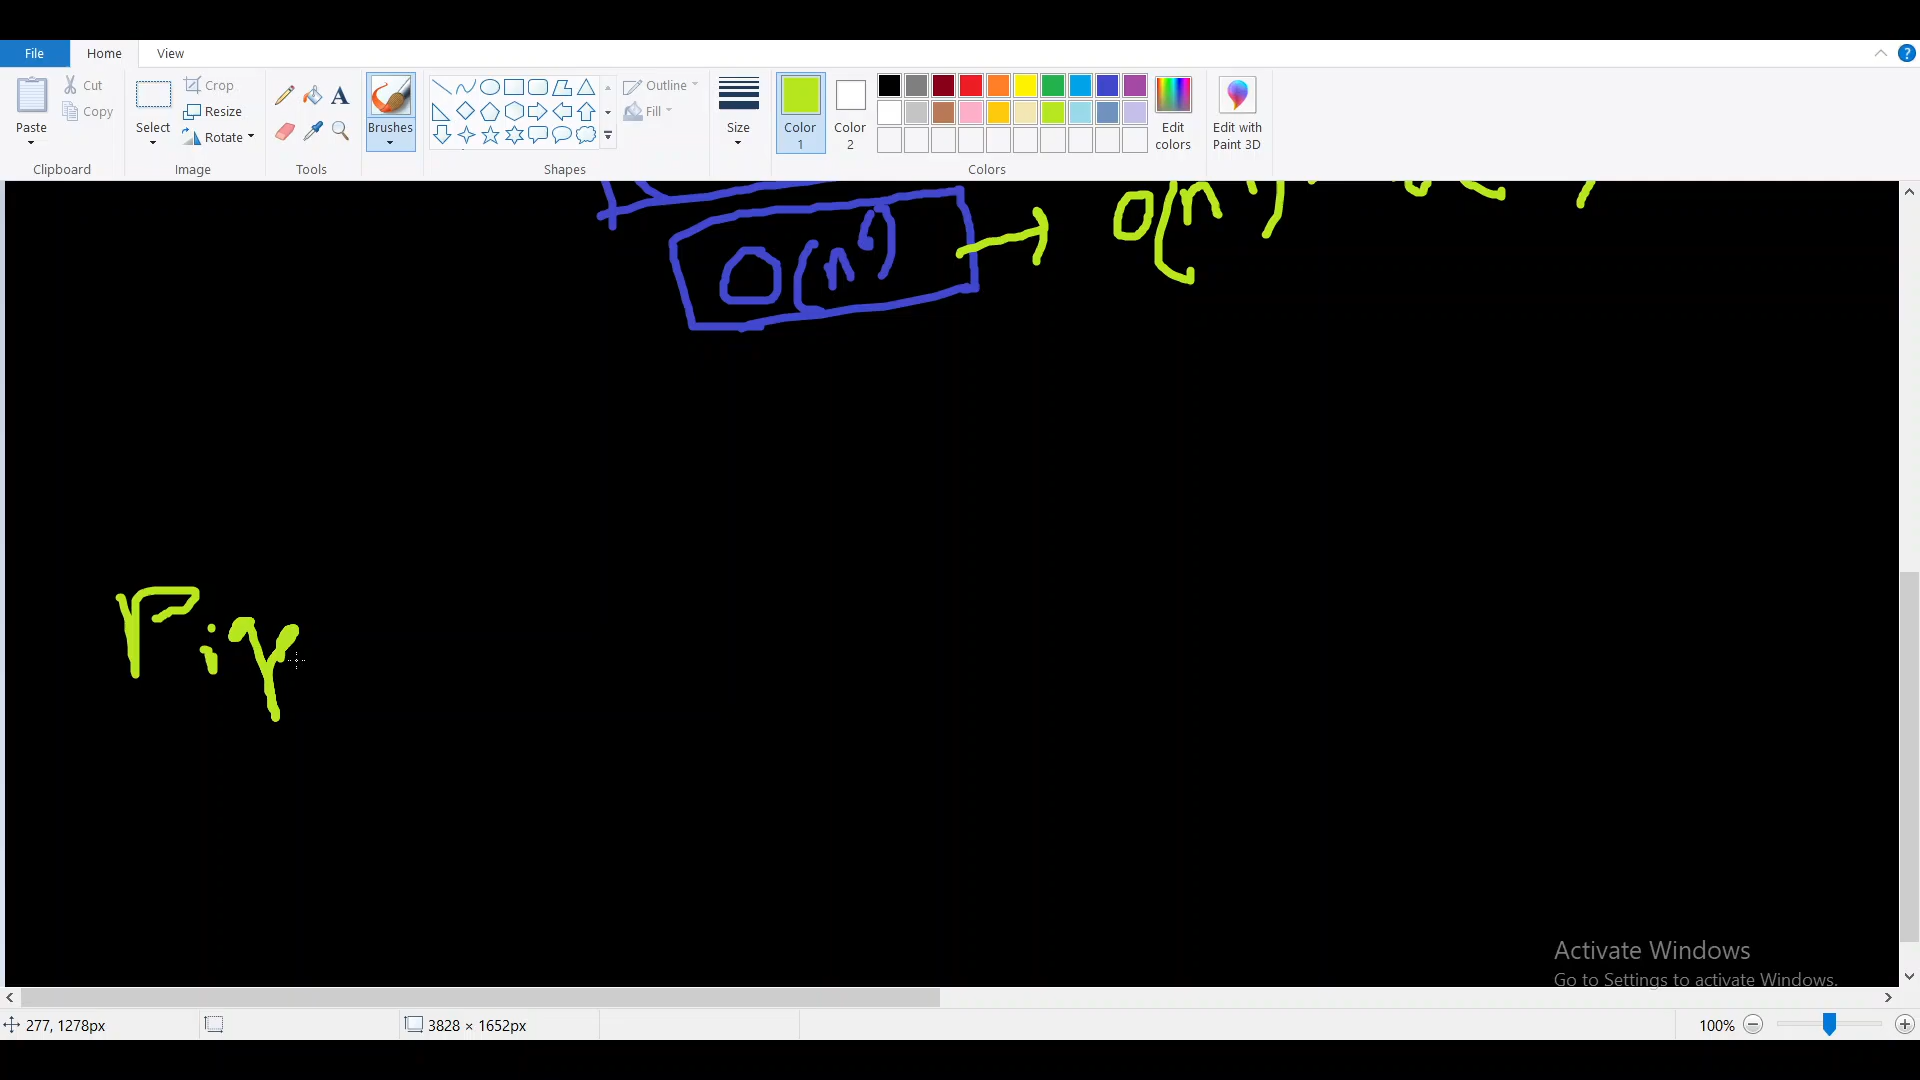 File Home View
Cut
Copy
Paste
Clipboard
Select
Crop
Resize
Rotate
Image
Tools
Brushes
Outline
Fill
Shapes
Size
Color 1
Color 2
Edit colors
Colors
Edit with Paint 3D
Activate Windows
Go to Settings to activate Windows.
277, 1278px
3828 × 1652px
100%